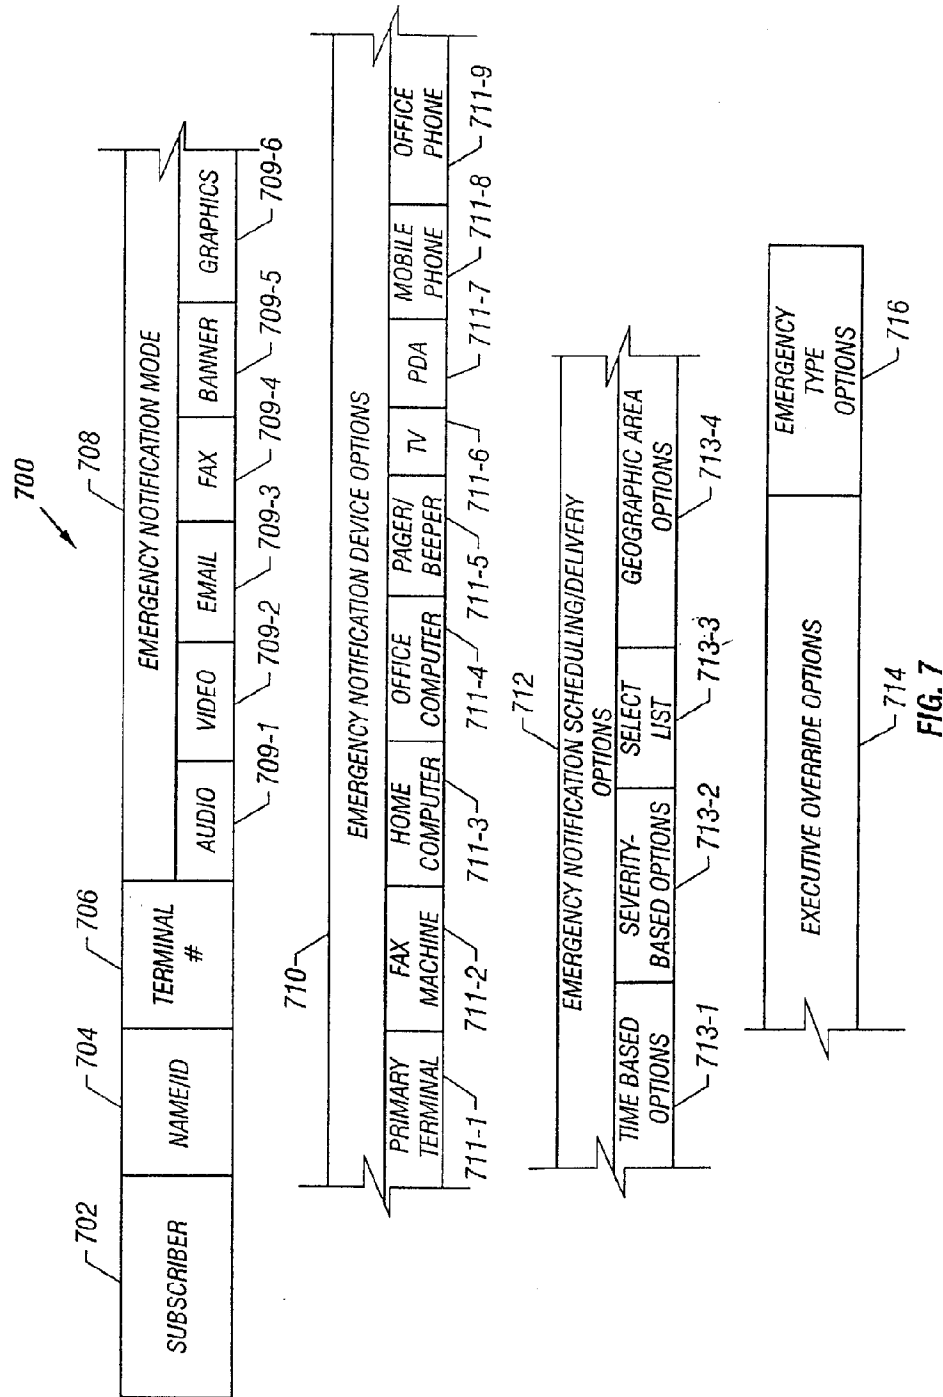 700
702
704
706
708
SUBSCRIBER
NAME/ID
TERMINAL
#
EMERGENCY NOTIFICATION MODE
AUDIO
VIDEO
EMAIL
FAX
BANNER
GRAPHICS
709-1
709-2
709-3
709-4
709-5
709-6
710
EMERGENCY NOTIFICATION DEVICE OPTIONS
PRIMARY
TERMINAL
FAX
MACHINE
HOME
COMPUTER
OFFICE
COMPUTER
PAGER/
BEEPER
TV
PDA
MOBILE
PHONE
OFFICE
PHONE
711-1
711-2
711-3
711-4
711-5
711-6
711-7
711-8
711-9
712
EMERGENCY NOTIFICATION SCHEDULING/DELIVERY
OPTIONS
TIME BASED
OPTIONS
SEVERITY-
BASED OPTIONS
SELECT
LIST
GEOGRAPHIC AREA
OPTIONS
713-1
713-2
713-3
713-4
EXECUTIVE OVERRIDE OPTIONS
EMERGENCY
TYPE
OPTIONS
714
716
FIG. 7